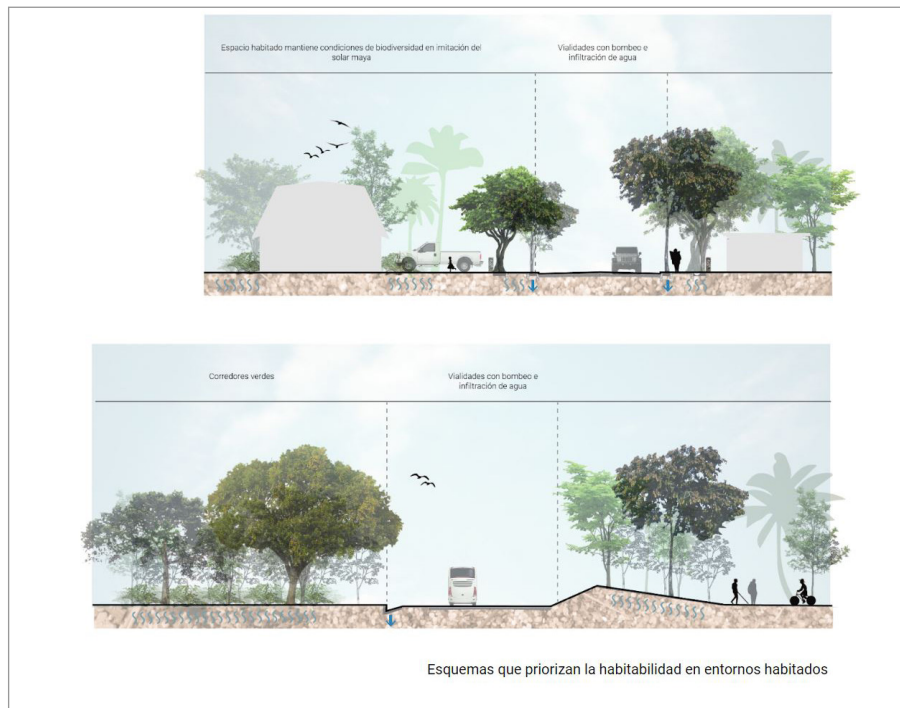 Espacio habitado mantiene condiciones de biodiversidad en imitación del
solar maya
Vialidades con bombeo e
infiltración de agua
Corredores verdes
Vialidades con bombeo e
infiltración de agua
Esquemas que priorizan la habitabilidad en entornos habitados